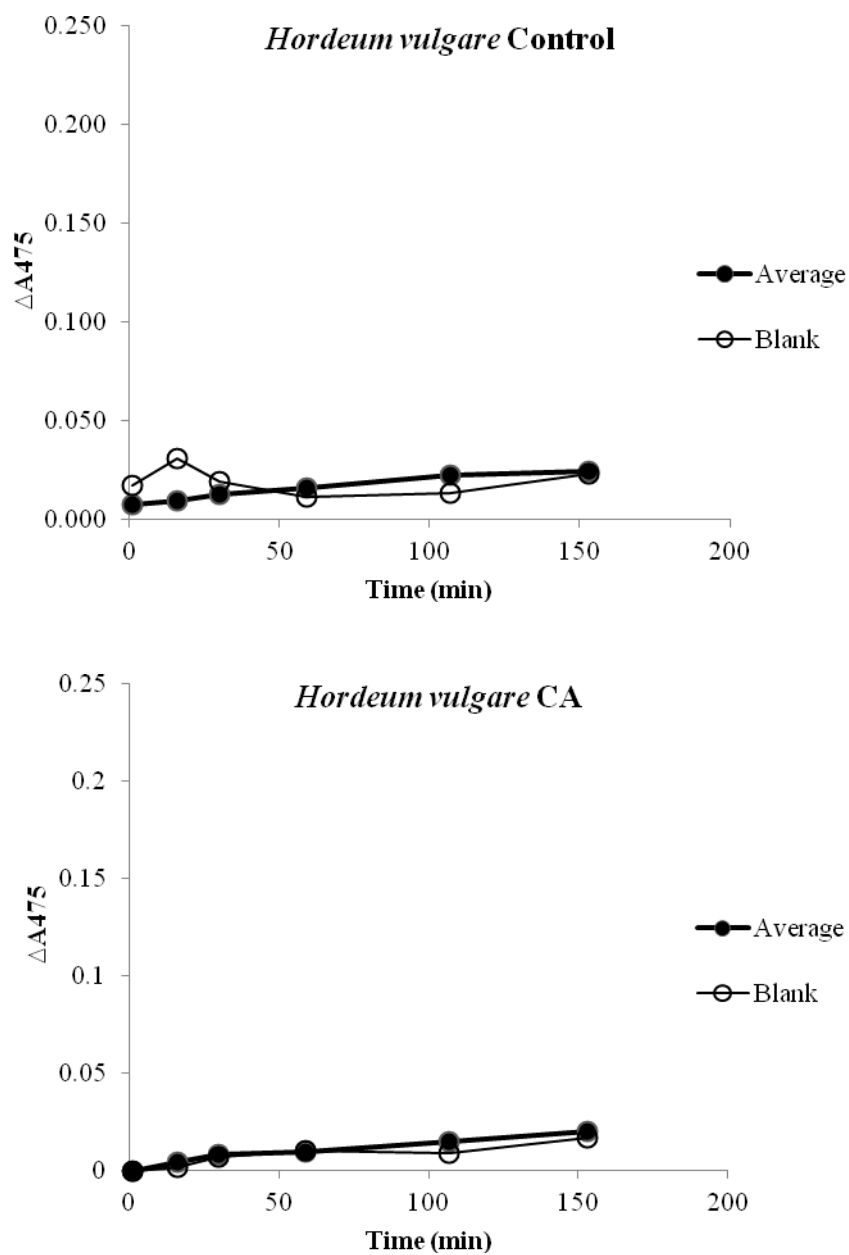 Hordeum vulgare Control
0.250
0.200
0.150
0.100
0.050
0.000
△A475
0 50 100 150 200
Time (min)
Average
Blank
Hordeum vulgare CA
0.25
0.2
0.15
0.1
0.05
0
△A475
0 50 100 150 200
Time (min)
Average
Blank